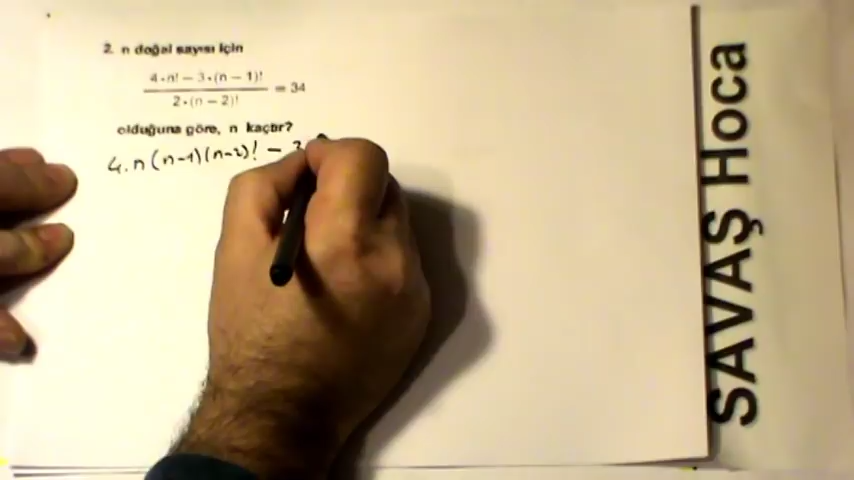 2. n doğal sayısı için
4·n! − 3·(n − 1)!
2·(n − 2)!
= 34
olduğuna göre, n kaçtır?
4.n(n-1)(n-2)! - 3
SAVAŞ Hoca